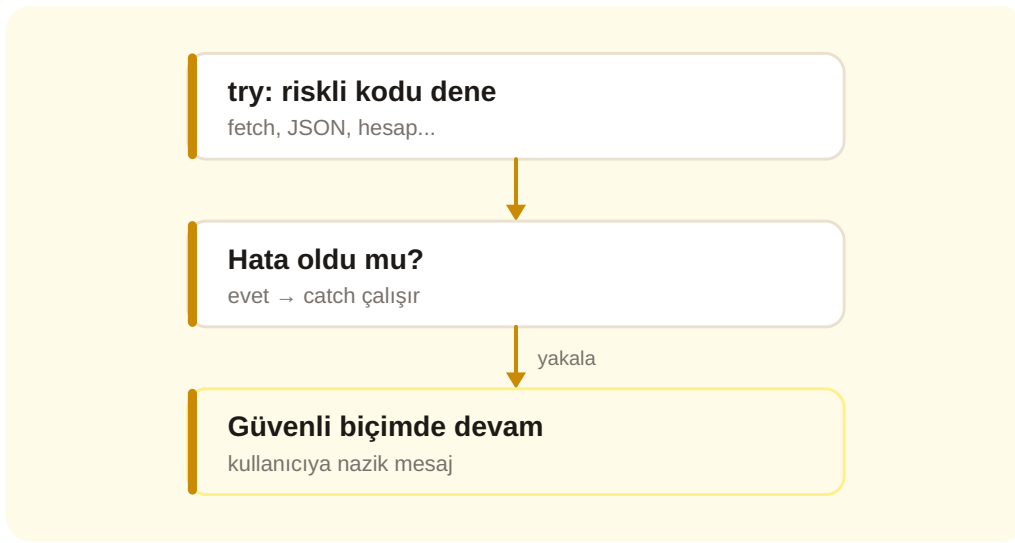 try: riskli kodu dene
fetch, JSON, hesap...
Hata oldu mu?
evet → catch çalışır
yakala
Güvenli biçimde devam
kullanıcıya nazik mesaj